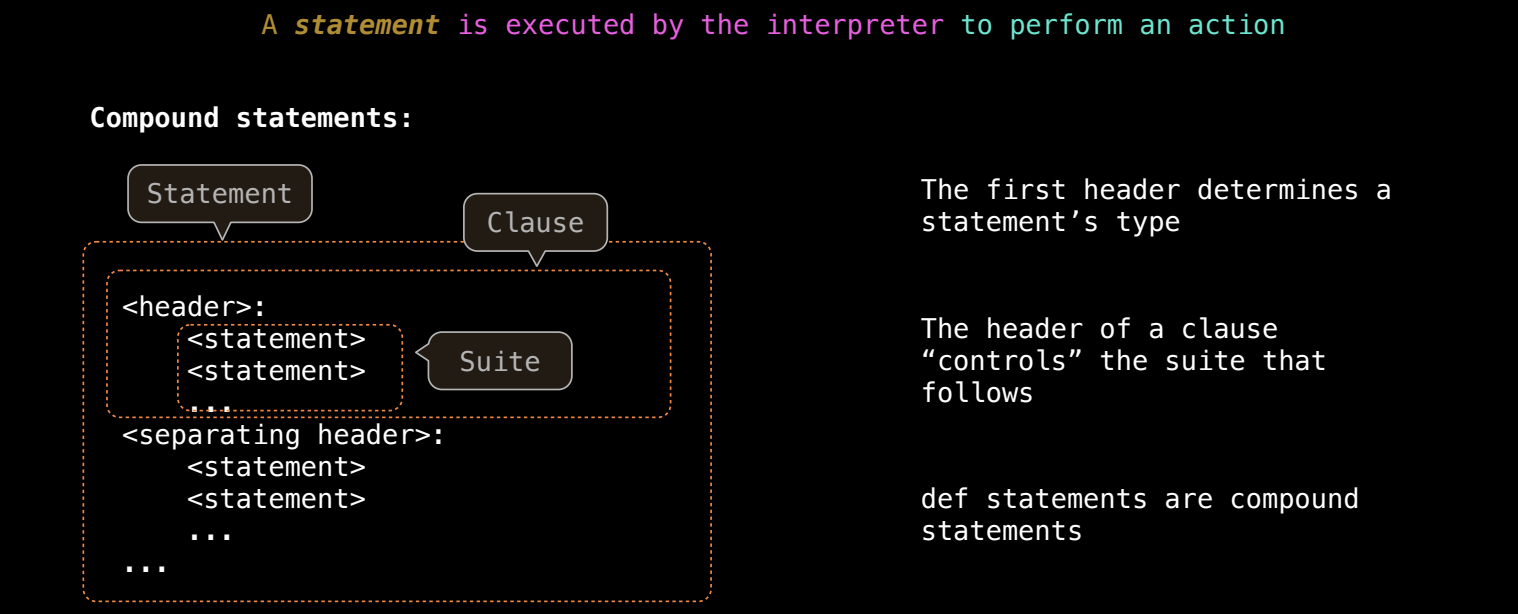 A statement is executed by the interpreter to perform an action
Compound statements:
Statement
Clause
<header>:
<statement>
<statement>
...
Suite
<separating header>:
<statement>
<statement>
...
...
The first header determines a
statement’s type
The header of a clause
“controls” the suite that
follows
def statements are compound
statements